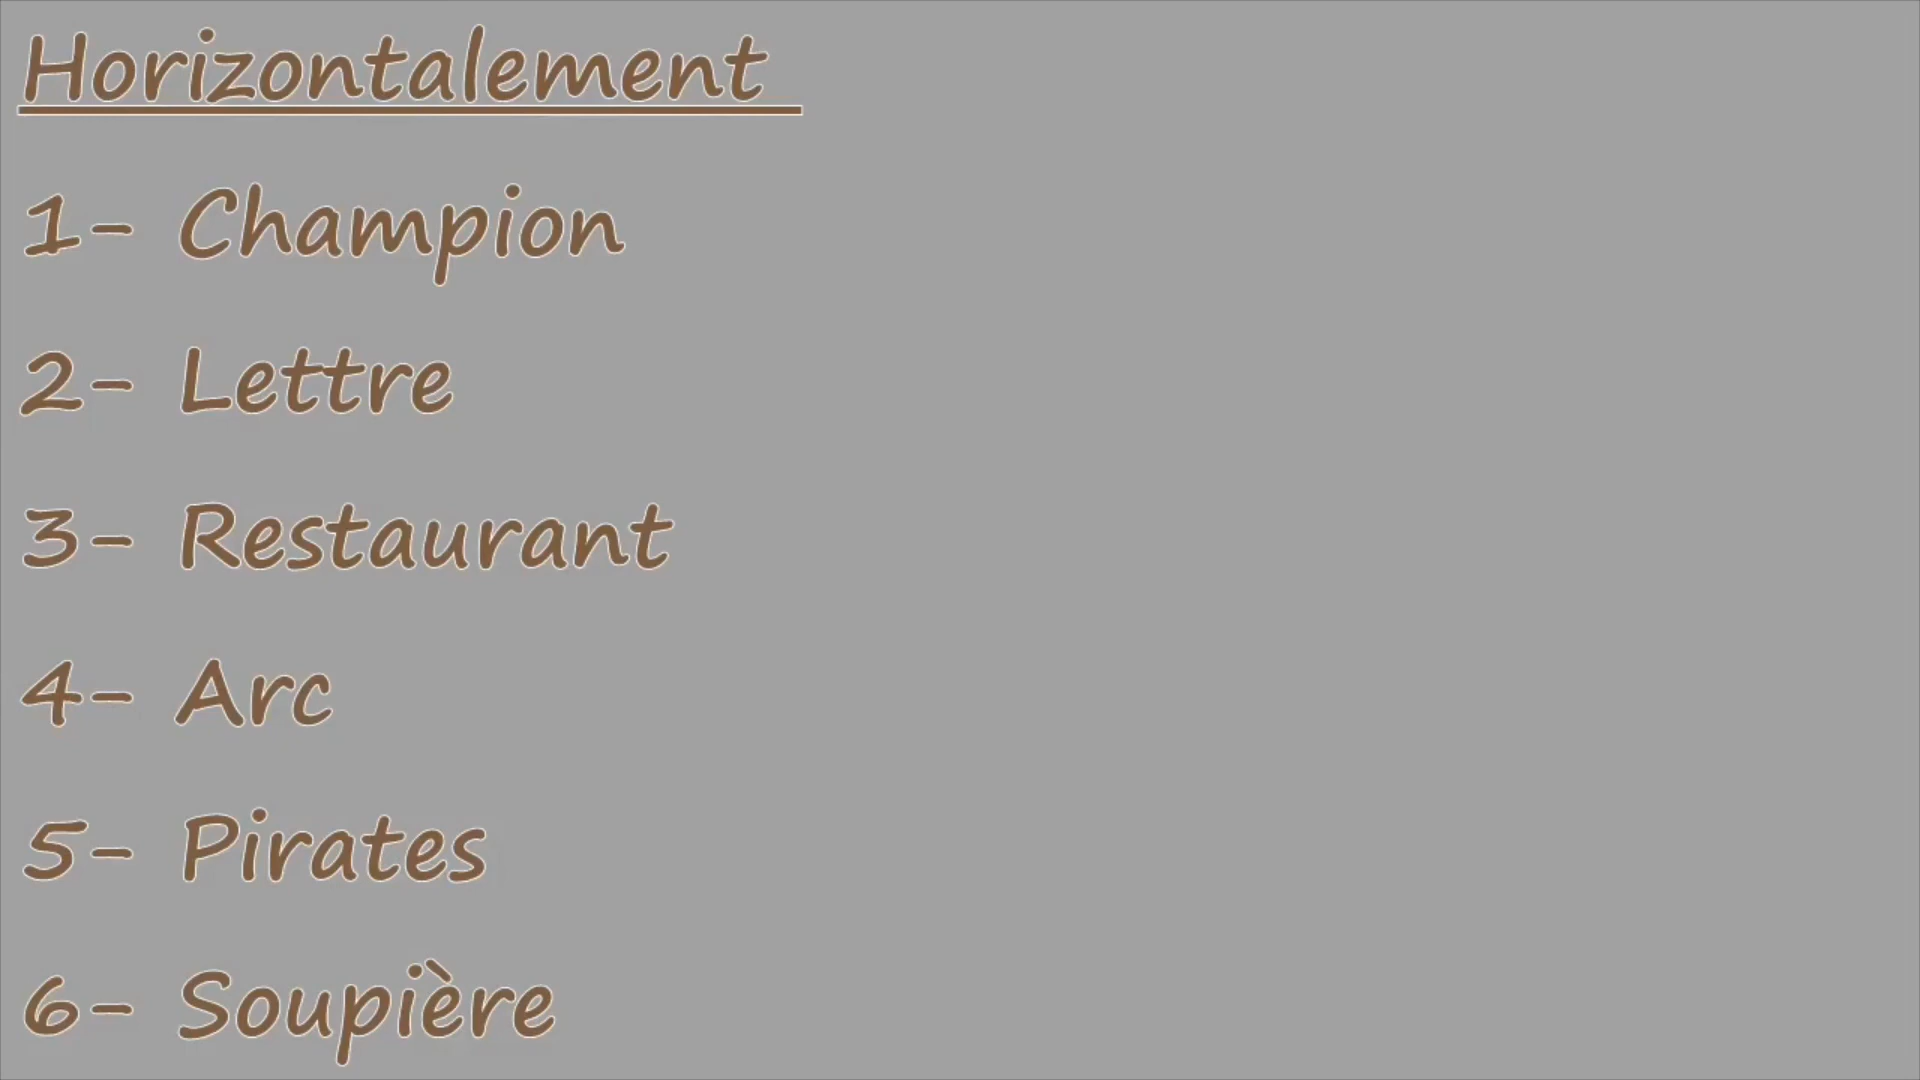 Horizontalement
1- Champion
2- Lettre
3- Restaurant
4- Arc
5- Pirates
6- Soupière